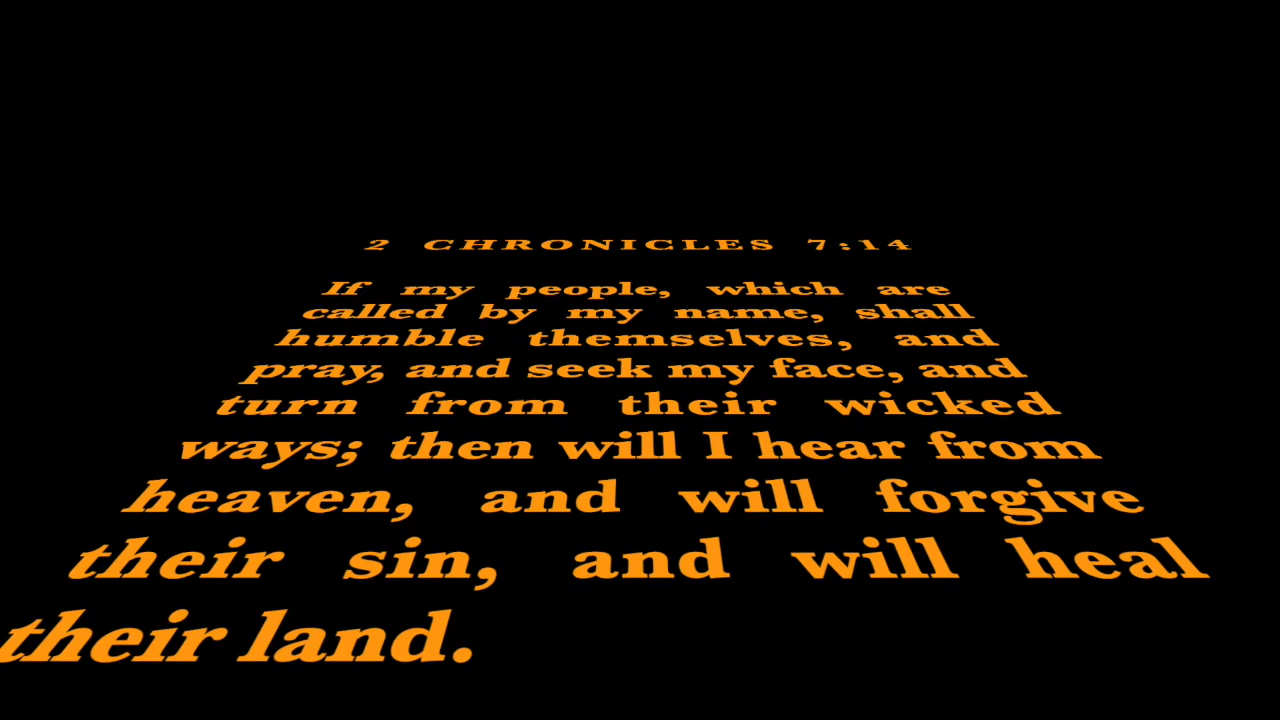 2 CHRONICLES 7:14
If my people, which are
called by my name, shall
humble themselves, and
pray, and seek my face, and
turn from their wicked
ways; then will I hear from
heaven, and will forgive
their sin, and will heal
their land.